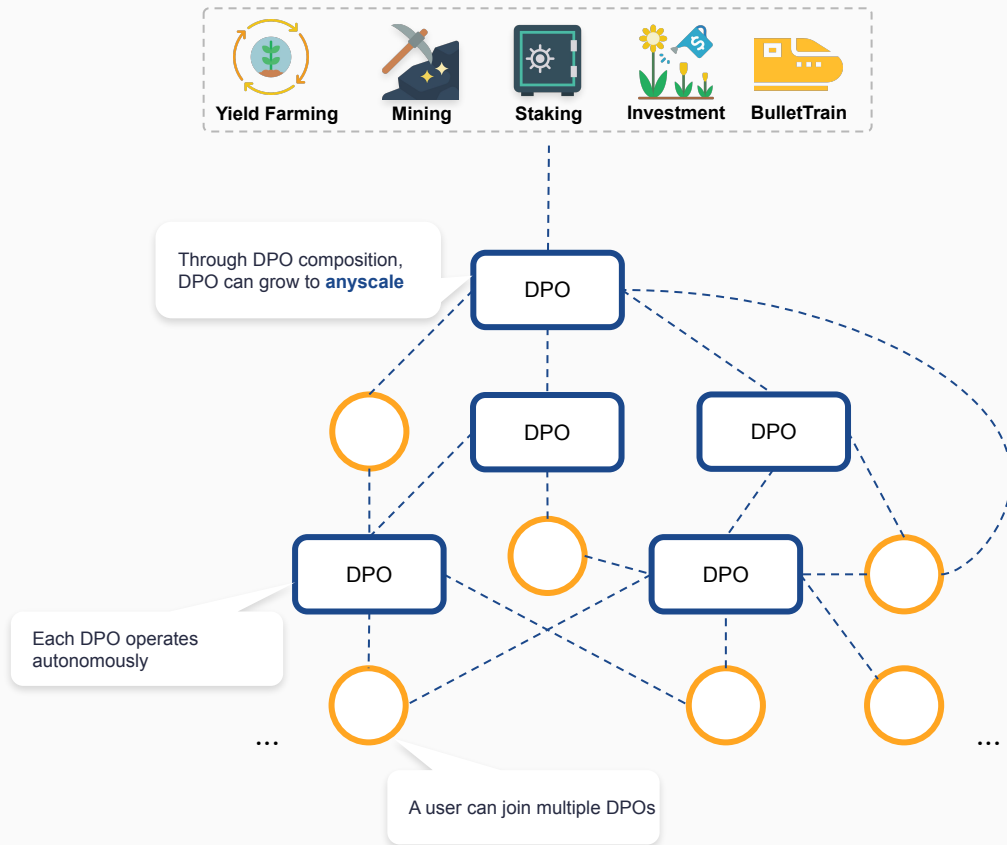 Yield Farming
Mining
Staking
Investment
BulletTrain
Through DPO composition,
DPO can grow to anyscale
DPO
DPO
DPO
DPO
DPO
Each DPO operates
autonomously
...
...
A user can join multiple DPOs